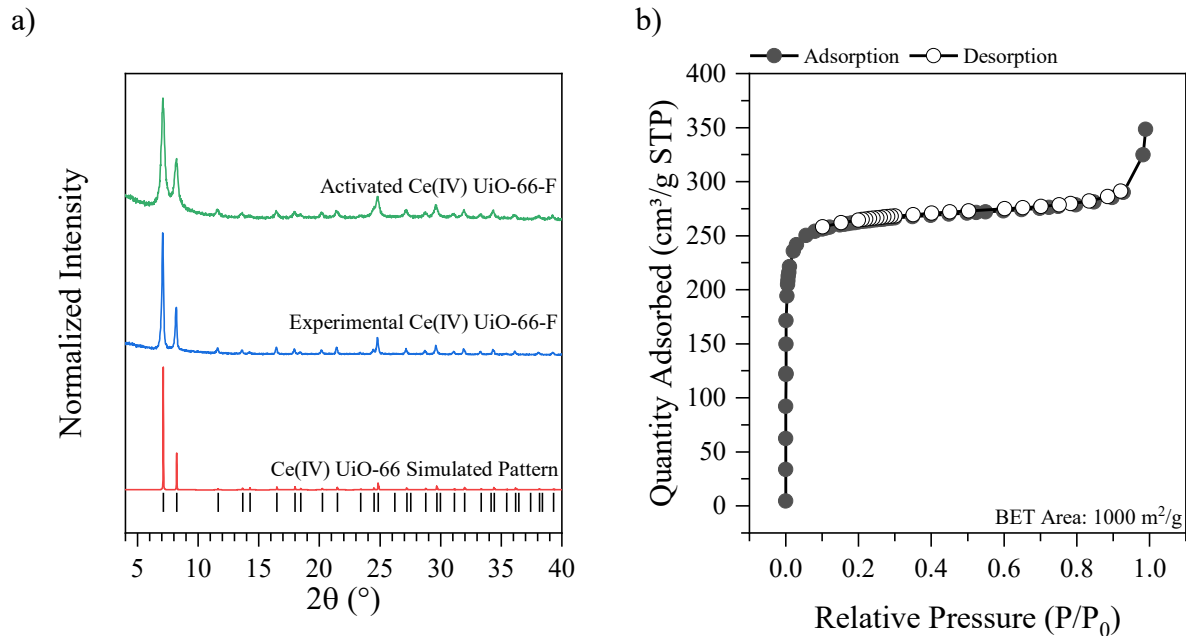 a)
Normalized Intensity
Activated Ce(IV) UiO-66-F
Experimental Ce(IV) UiO-66-F
Ce(IV) UiO-66 Simulated Pattern
5 10 15 20 25 30 35 40
2θ (°)
b)
Adsorption Desorption
Quantity Adsorbed (cm³/g STP)
400
350
300
250
200
150
100
50
0
BET Area: 1000 m²/g
0.0 0.2 0.4 0.6 0.8 1.0
Relative Pressure (P/P₀)